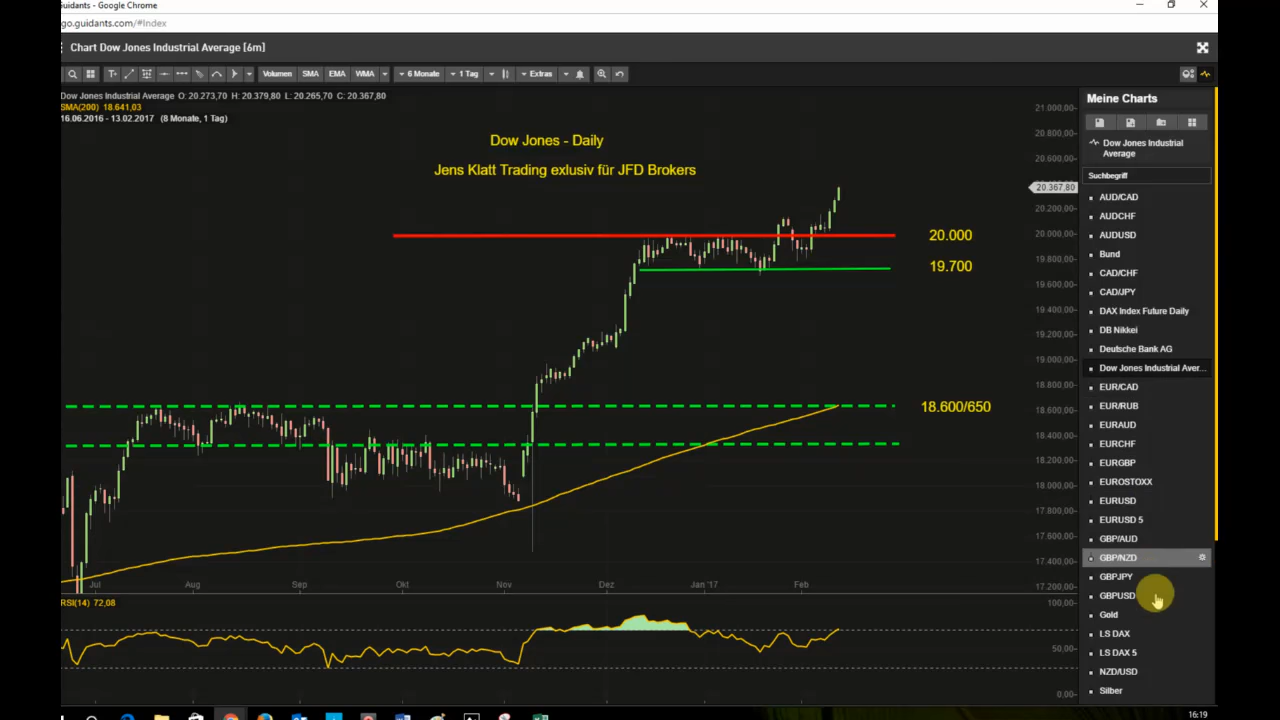 Guidants - Google Chrome
go.guidants.com/#Index
Chart Dow Jones Industrial Average [6m]
Volumen SMA EMA WMA 6 Monate 1 Tag Extras
Dow Jones Industrial Average O: 20.273,70 H: 20.379,80 L: 20.265,70 C: 20.367,80
SMA(200) 18.641,03
16.06.2016 - 13.02.2017 (8 Monate, 1 Tag)
Dow Jones - Daily
Jens Klatt Trading exlusiv für JFD Brokers
21.000,00
20.800,00
20.600,00
20.367,80
20.200,00
20.000,00
19.800,00
19.600,00
19.400,00
19.200,00
19.000,00
18.800,00
18.600,00
18.400,00
18.200,00
18.000,00
17.800,00
17.600,00
17.400,00
17.200,00
20.000
19.700
18.600/650
Jul Aug Sep Okt Nov Dez Jan '17 Feb
RSI(14) 72,08
100,00
50,00
0,00
Meine Charts
Dow Jones Industrial
Average
Suchbegriff
AUD/CAD
AUDCHF
AUDUSD
Bund
CAD/CHF
CAD/JPY
DAX Index Future Daily
DB Nikkei
Deutsche Bank AG
Dow Jones Industrial Aver...
EUR/CAD
EUR/RUB
EURAUD
EURCHF
EURGBP
EUROSTOXX
EURUSD
EURUSD 5
GBP/AUD
GBP/NZD
GBPJPY
GBPUSD
Gold
LS DAX
LS DAX 5
NZD/USD
Silber
16:19